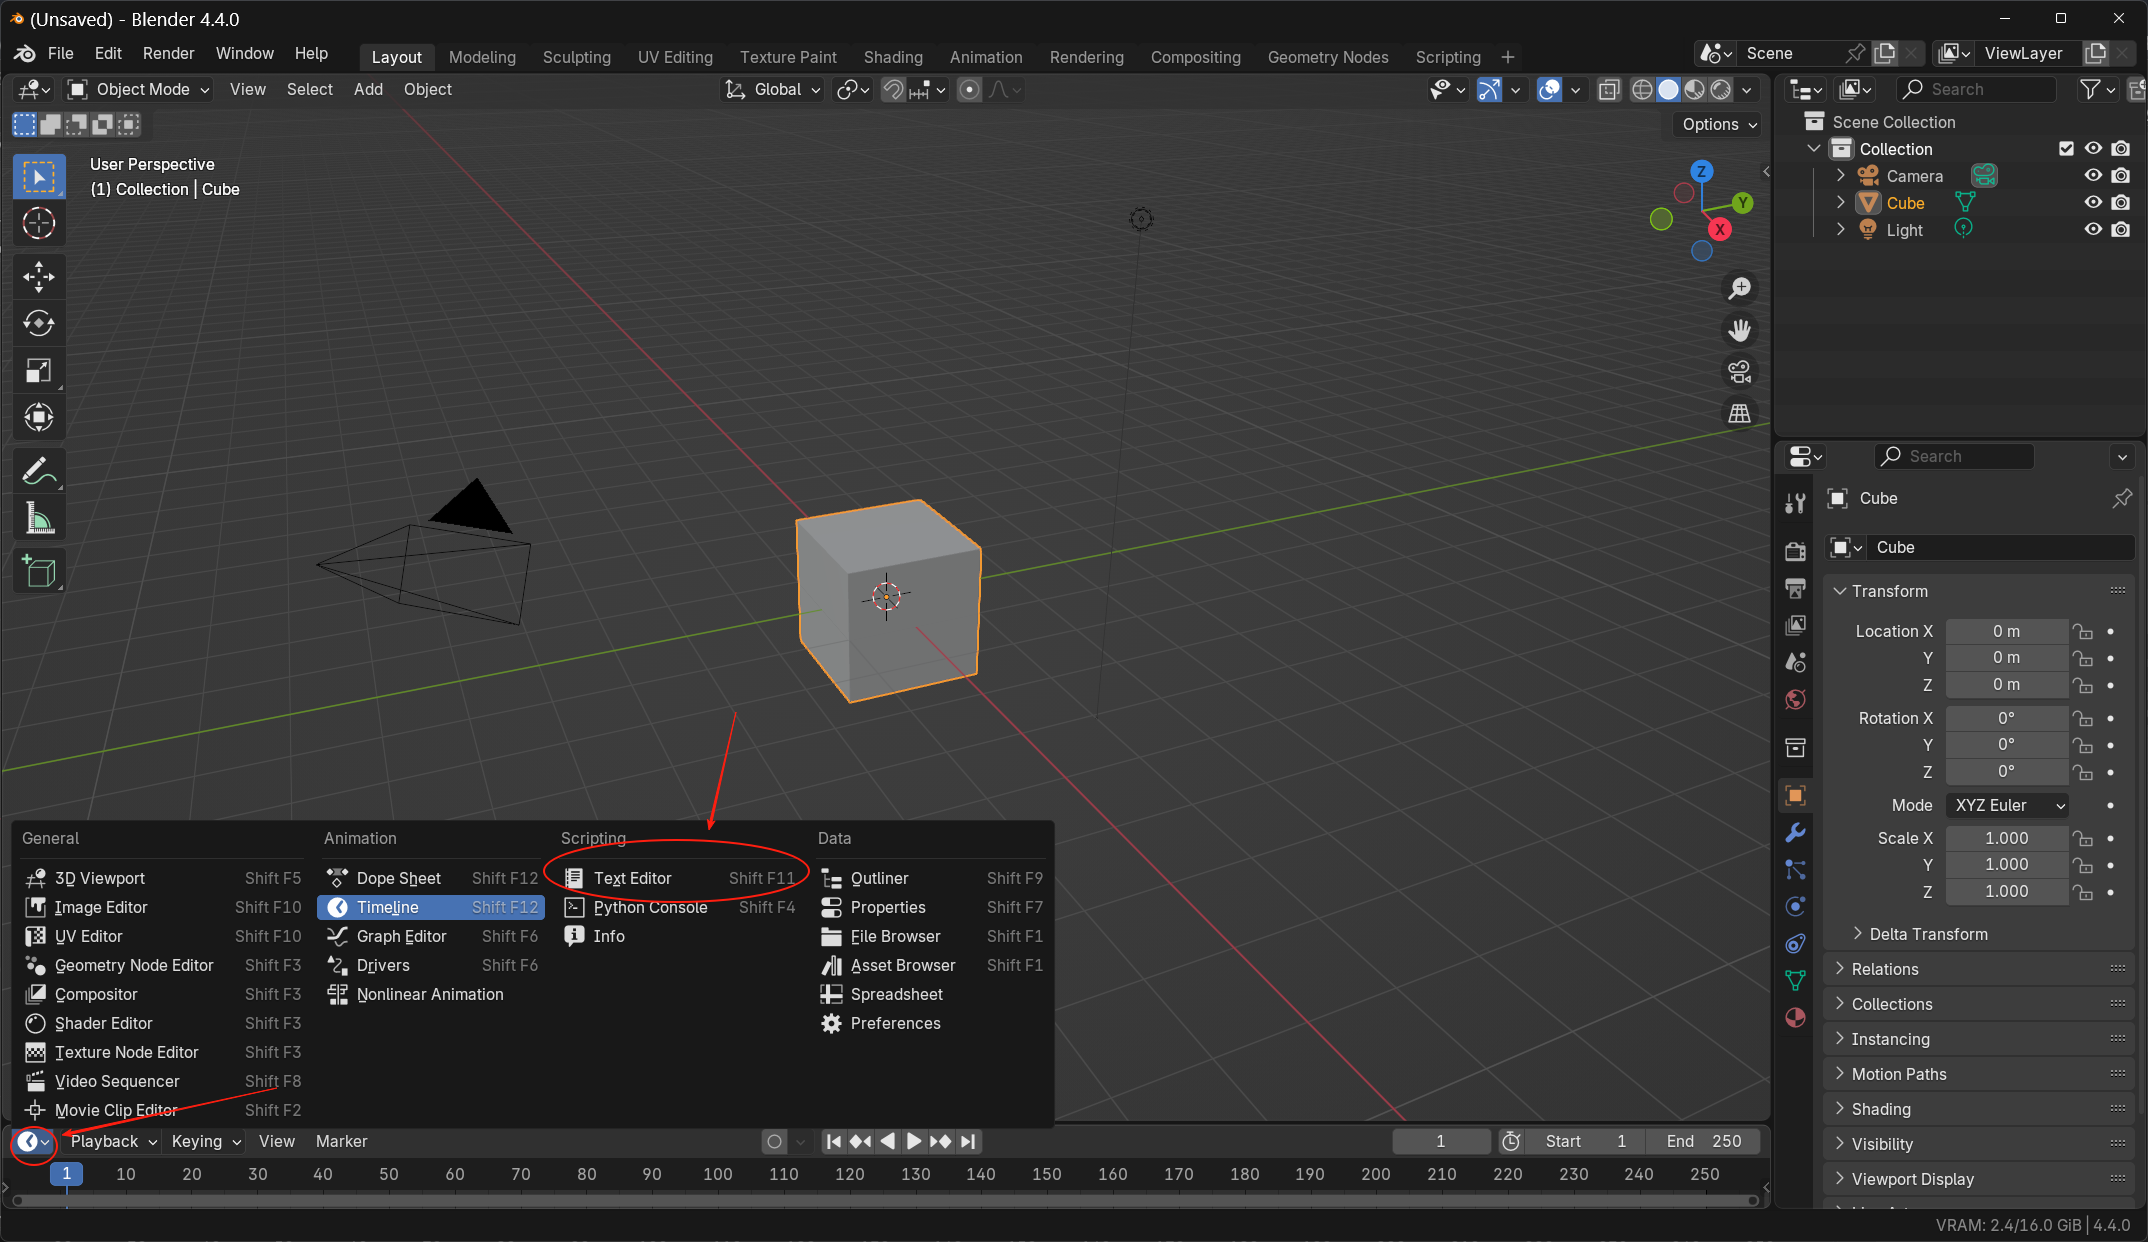 (Unsaved) - Blender 4.4.0
File Edit Render Window Help Layout Modeling Sculpting UV Editing Texture Paint Shading Animation Rendering Compositing Geometry Nodes Scripting + Scene ViewLayer
Object Mode View Select Add Object Global Search
Options
User Perspective
(1) Collection | Cube
Z
Y
X
Scene Collection
Collection
Camera
Cube
Light
Search
Cube
Cube
Transform
Location X 0 m
Y 0 m
Z 0 m
Rotation X 0°
Y 0°
Z 0°
Mode XYZ Euler
Scale X 1.000
Y 1.000
Z 1.000
Delta Transform
Relations
Collections
Instancing
Motion Paths
Shading
Visibility
Viewport Display
General
3D Viewport Shift F5
Image Editor Shift F10
UV Editor Shift F10
Geometry Node Editor Shift F3
Compositor Shift F3
Shader Editor Shift F3
Texture Node Editor Shift F3
Video Sequencer Shift F8
Movie Clip Editor Shift F2
Animation
Dope Sheet Shift F12
Timeline Shift F12
Graph Editor Shift F6
Drivers Shift F6
Nonlinear Animation
Scripting
Text Editor Shift F11
Python Console Shift F4
Info
Data
Outliner Shift F9
Properties Shift F7
File Browser Shift F1
Asset Browser Shift F1
Spreadsheet
Preferences
Playback Keying View Marker 1 Start 1 End 250
1 10 20 30 40 50 60 70 80 90 100 110 120 130 140 150 160 170 180 190 200 210 220 230 240 250
VRAM: 2.4/16.0 GiB | 4.4.0